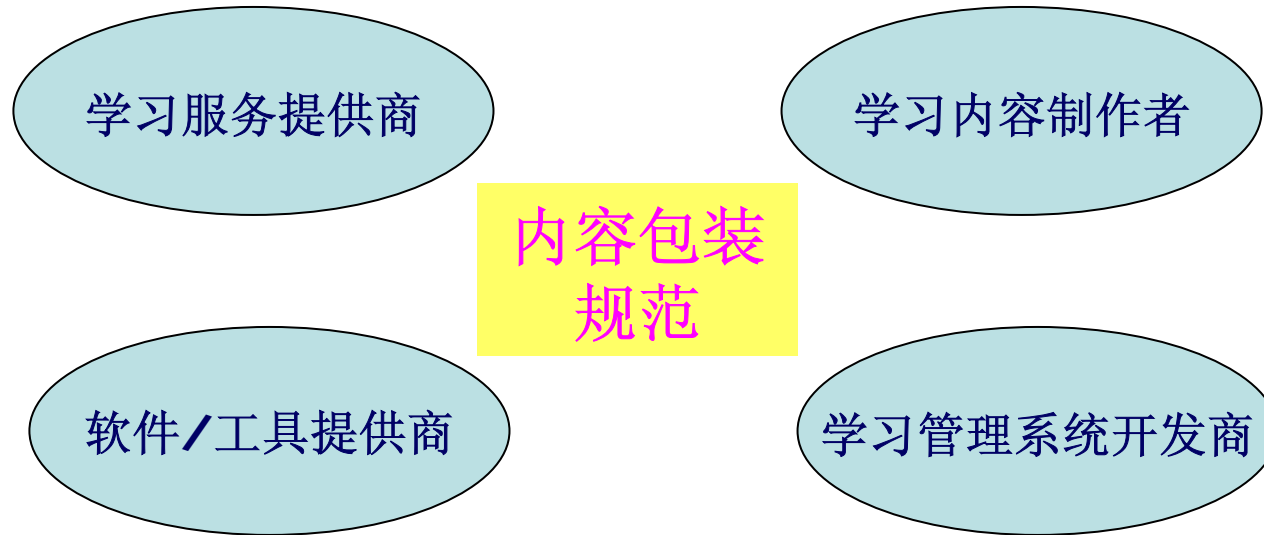 学习服务提供商
学习内容制作者
内容包装
规范
软件/工具提供商
学习管理系统开发商